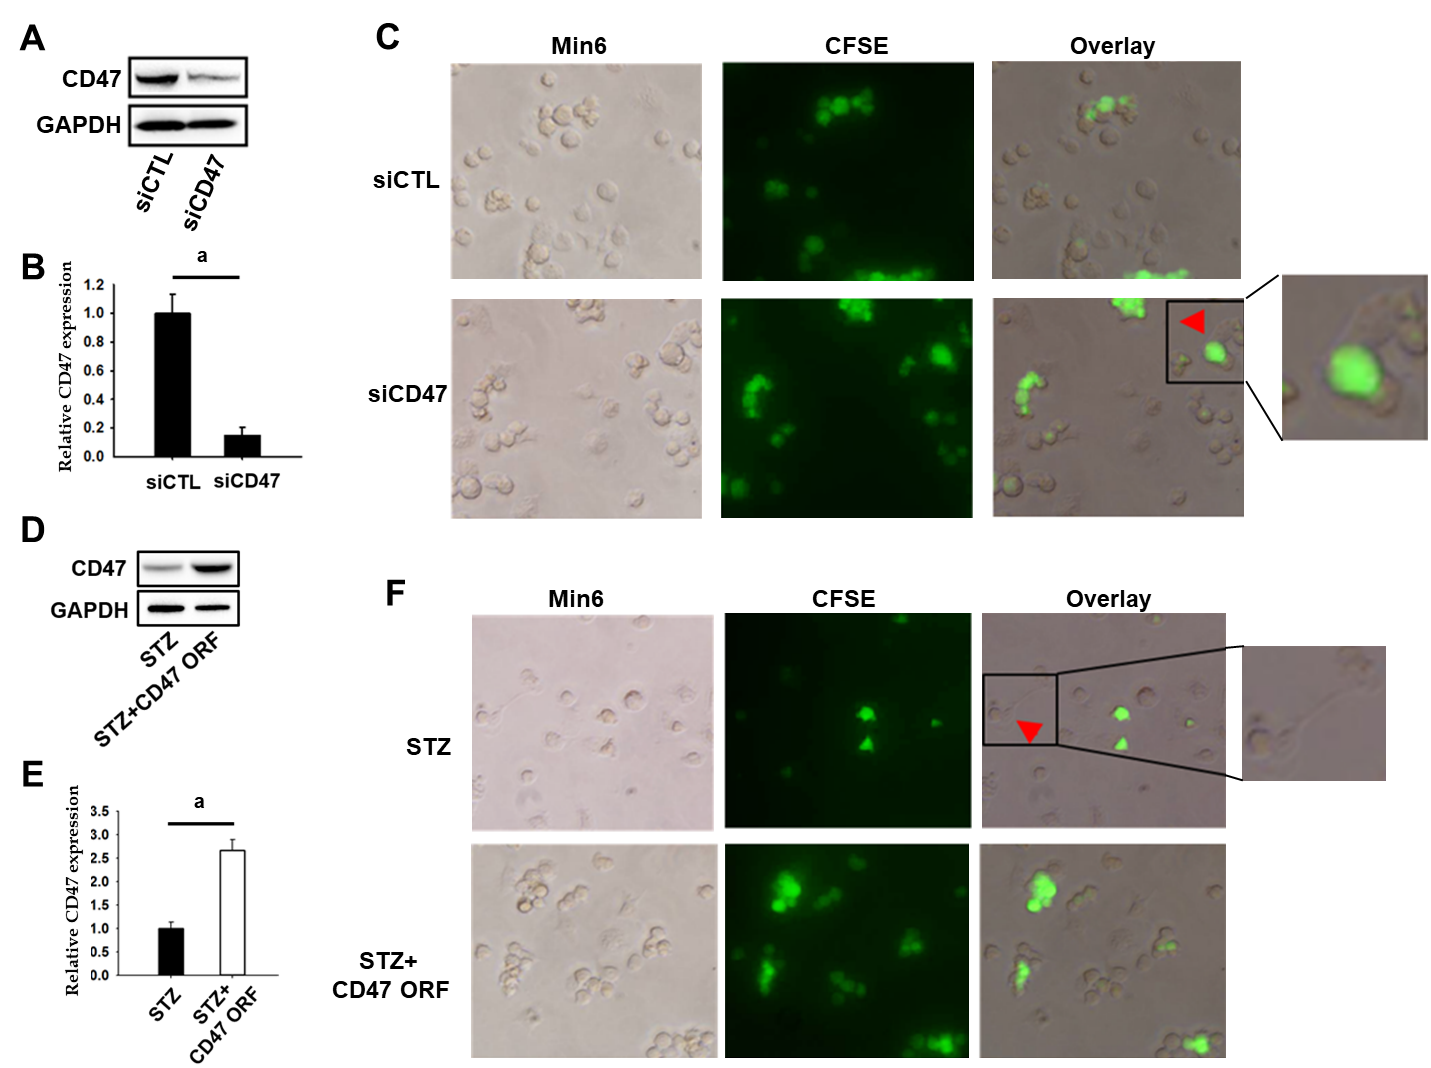 A
CD47
GAPDH
siCTL
siCD47
B
a
Relative CD47 expression
1.2
1.0
0.8
0.6
0.4
0.2
0.0
siCTL
siCD47
C
Min6
CFSE
Overlay
siCTL
siCD47
D
CD47
GAPDH
STZ
STZ+CD47 ORF
E
a
Relative CD47 expression
3.5
3.0
2.5
2.0
1.5
1.0
0.5
0.0
STZ
STZ+
CD47 ORF
F
Min6
CFSE
Overlay
STZ
STZ+
CD47 ORF